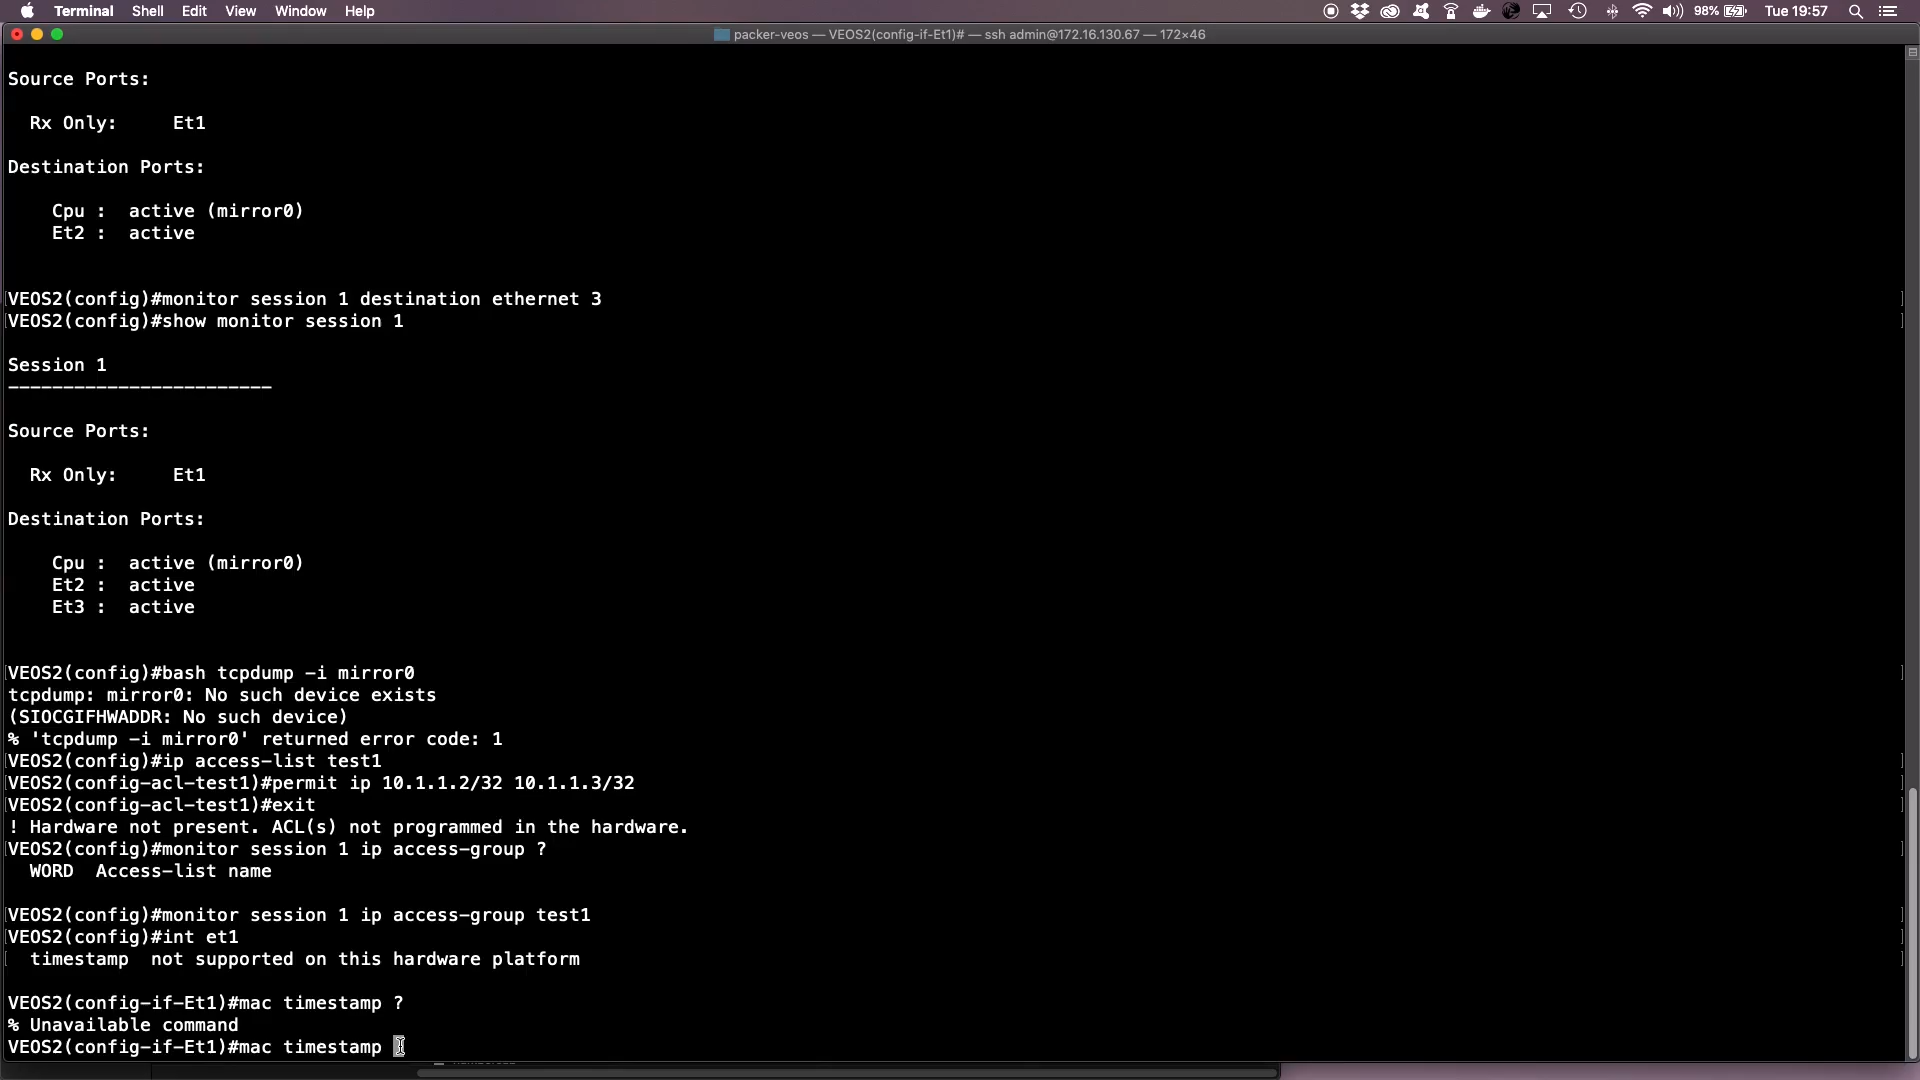 Terminal Shell Edit View Window Help 98% Tue 19:57
packer-veos — VEOS2(config-if-Et1)# — ssh admin@172.16.130.67 — 172×46
Source Ports:
Rx Only: Et1
Destination Ports:
Cpu : active (mirror0)
Et2 : active
VEOS2(config)#monitor session 1 destination ethernet 3
VEOS2(config)#show monitor session 1
Session 1
------------------------
Source Ports:
Rx Only: Et1
Destination Ports:
Cpu : active (mirror0)
Et2 : active
Et3 : active
VEOS2(config)#bash tcpdump -i mirror0
tcpdump: mirror0: No such device exists
(SIOCGIFHWADDR: No such device)
% 'tcpdump -i mirror0' returned error code: 1
VEOS2(config)#ip access-list test1
VEOS2(config-acl-test1)#permit ip 10.1.1.2/32 10.1.1.3/32
VEOS2(config-acl-test1)#exit
! Hardware not present. ACL(s) not programmed in the hardware.
VEOS2(config)#monitor session 1 ip access-group ?
WORD Access-list name
VEOS2(config)#monitor session 1 ip access-group test1
VEOS2(config)#int et1
timestamp not supported on this hardware platform
VEOS2(config-if-Et1)#mac timestamp ?
% Unavailable command
VEOS2(config-if-Et1)#mac timestamp